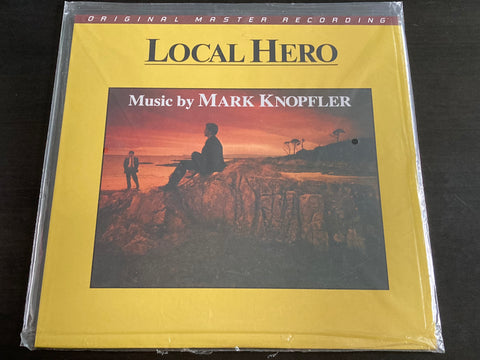 ORIGINAL MASTER RECORDING
LOCAL HERO
Music by MARK KNOPFLER